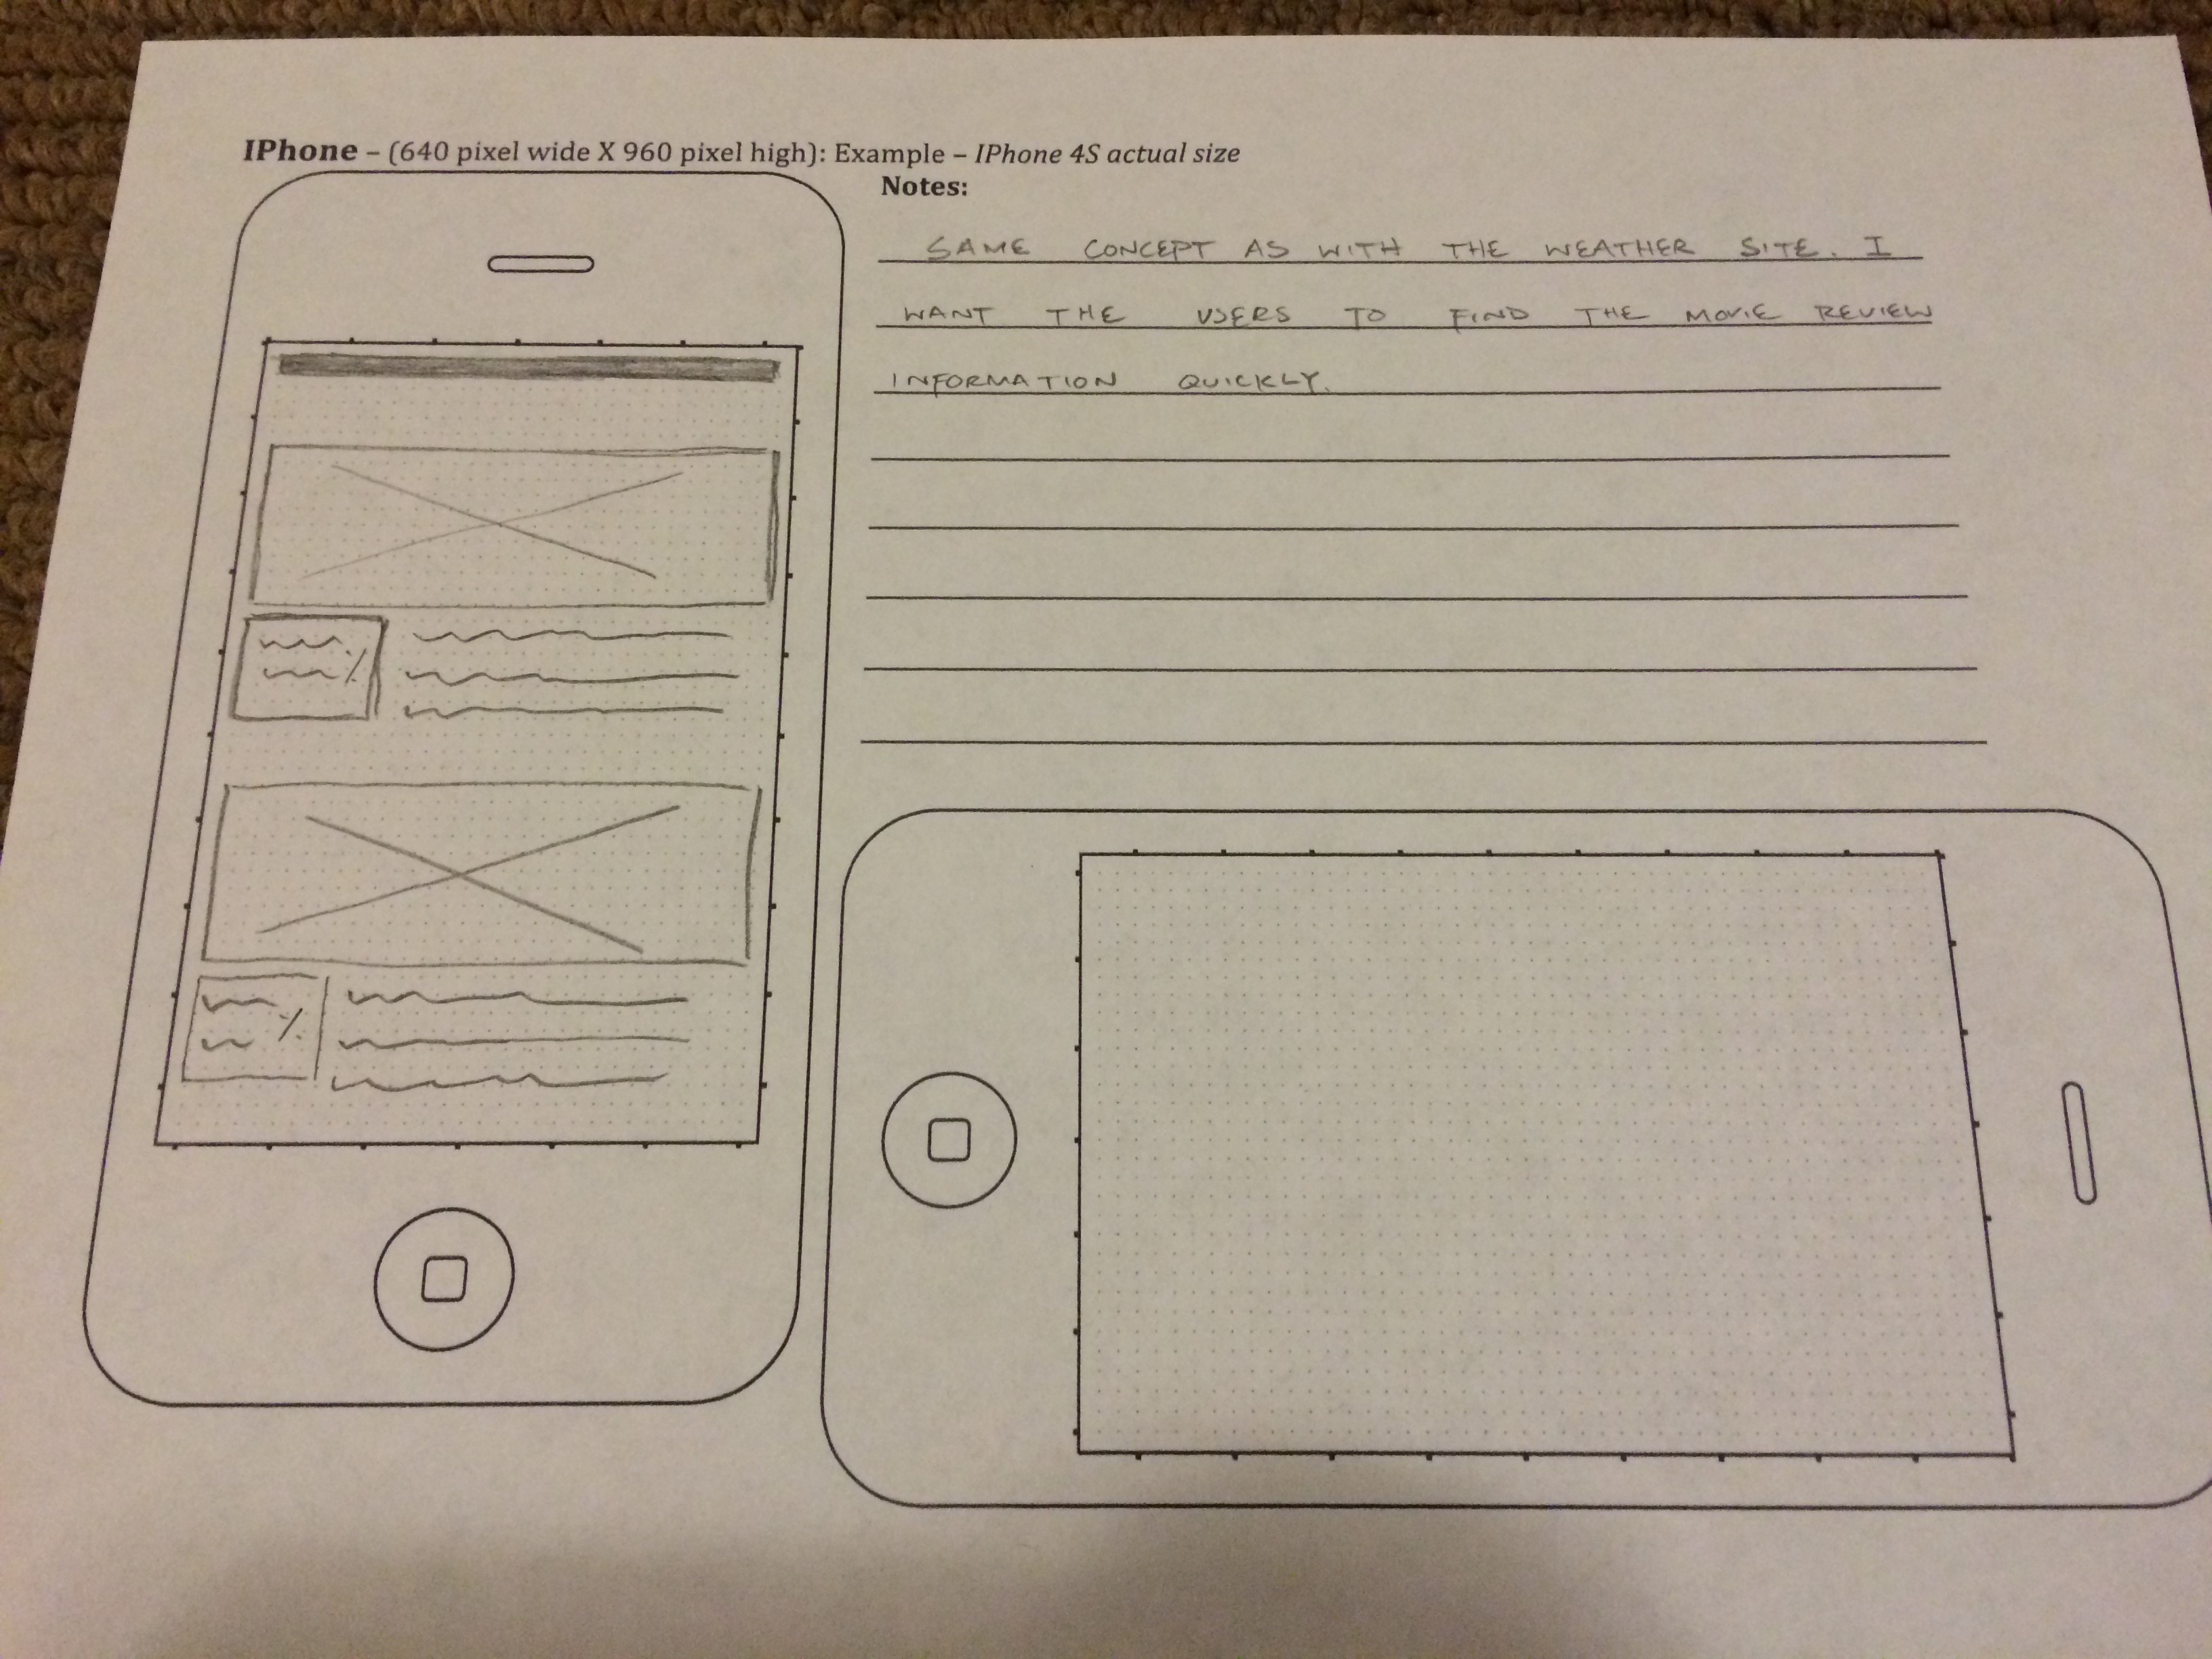 IPhone – (640 pixel wide X 960 pixel high): Example – IPhone 4S actual size
Notes:
SAME CONCEPT AS WITH THE WEATHER SITE. I
WANT THE USERS TO FIND THE MOVIE REVIEW
INFORMATION QUICKLY.
%
%